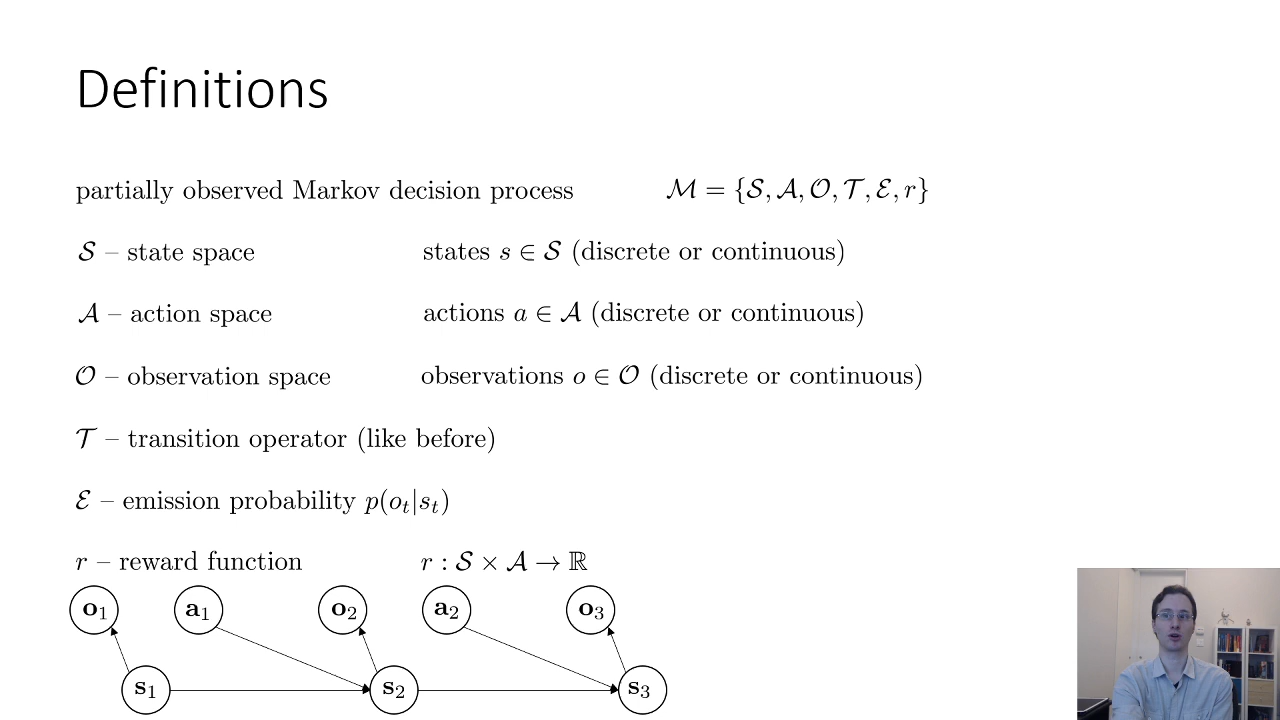 Definitions
partially observed Markov decision process ℳ = {𝒮, 𝒜, 𝒪, 𝒯, ℰ, r}
𝒮 – state space states s ∈ 𝒮 (discrete or continuous)
𝒜 – action space actions a ∈ 𝒜 (discrete or continuous)
𝒪 – observation space observations o ∈ 𝒪 (discrete or continuous)
𝒯 – transition operator (like before)
ℰ – emission probability p(oₜ|sₜ)
r – reward function r : 𝒮 × 𝒜 → ℝ
o₁ a₁ o₂ a₂ o₃
s₁ s₂ s₃